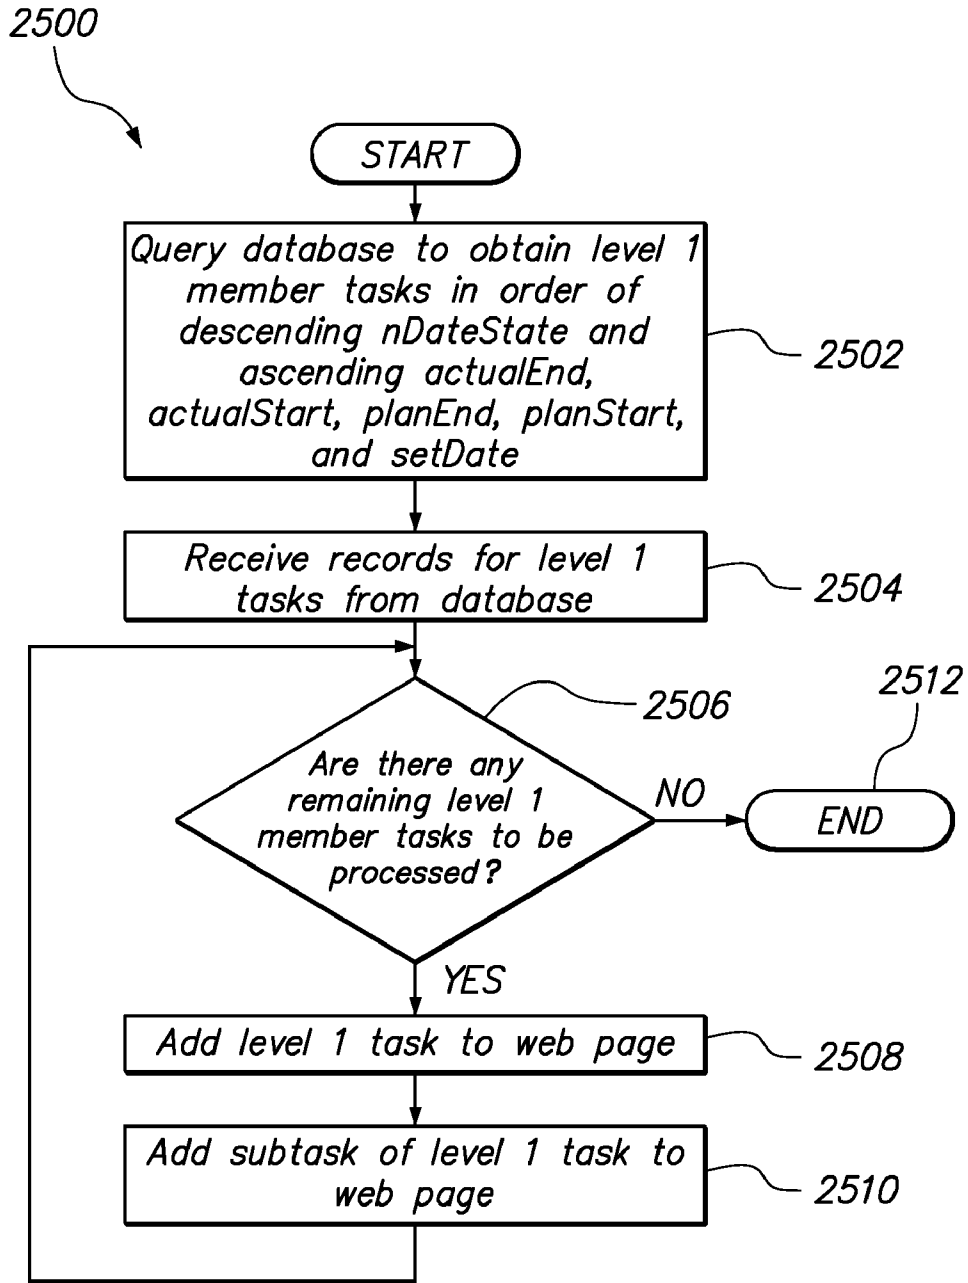 2500
START
Query database to obtain level 1
member tasks in order of
descending nDateState and
ascending actualEnd,
actualStart, planEnd, planStart,
and setDate
2502
Receive records for level 1
tasks from database
2504
2506
2512
Are there any
remaining level 1
member tasks to be
processed?
NO
END
YES
Add level 1 task to web page
2508
Add subtask of level 1 task to
web page
2510